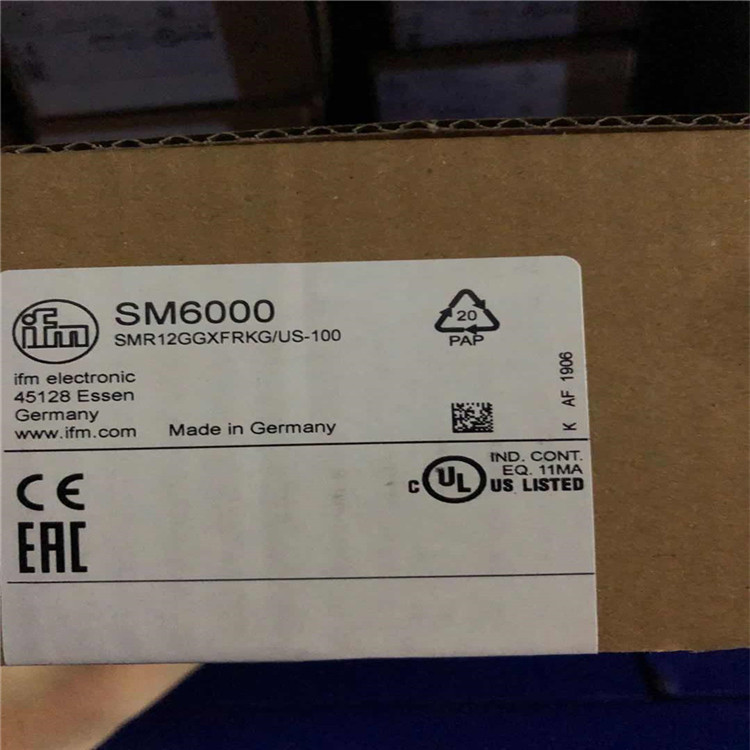 ifm
SM6000
SMR12GGXFRKG/US-100
20
PAP
ifm electronic
45128 Essen
Germany
www.ifm.com
Made in Germany
K AF 1906
CE
EAC
C UL US LISTED
IND. CONT.
EQ. 11MA